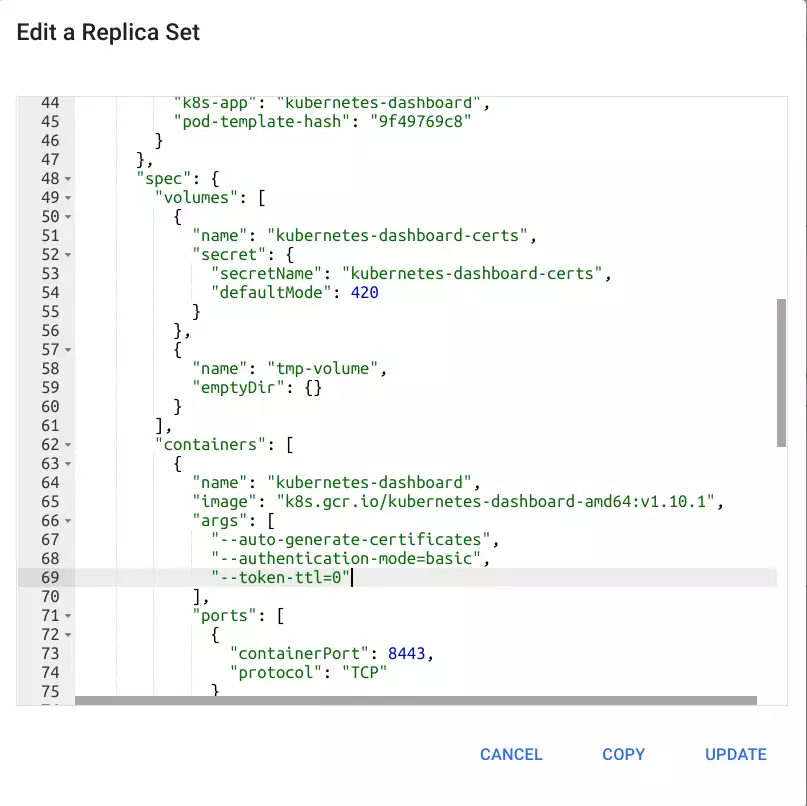 Edit a Replica Set
44 "k8s-app": "kubernetes-dashboard",
45 "pod-template-hash": "9f49769c8"
46 }
47 },
48 "spec": {
49 "volumes": [
50 {
51 "name": "kubernetes-dashboard-certs",
52 "secret": {
53 "secretName": "kubernetes-dashboard-certs",
54 "defaultMode": 420
55 }
56 },
57 {
58 "name": "tmp-volume",
59 "emptyDir": {}
60 }
61 ],
62 "containers": [
63 {
64 "name": "kubernetes-dashboard",
65 "image": "k8s.gcr.io/kubernetes-dashboard-amd64:v1.10.1",
66 "args": [
67 "--auto-generate-certificates",
68 "--authentication-mode=basic",
69 "--token-ttl=0"
70 ],
71 "ports": [
72 {
73 "containerPort": 8443,
74 "protocol": "TCP"
75 }
CANCEL COPY UPDATE